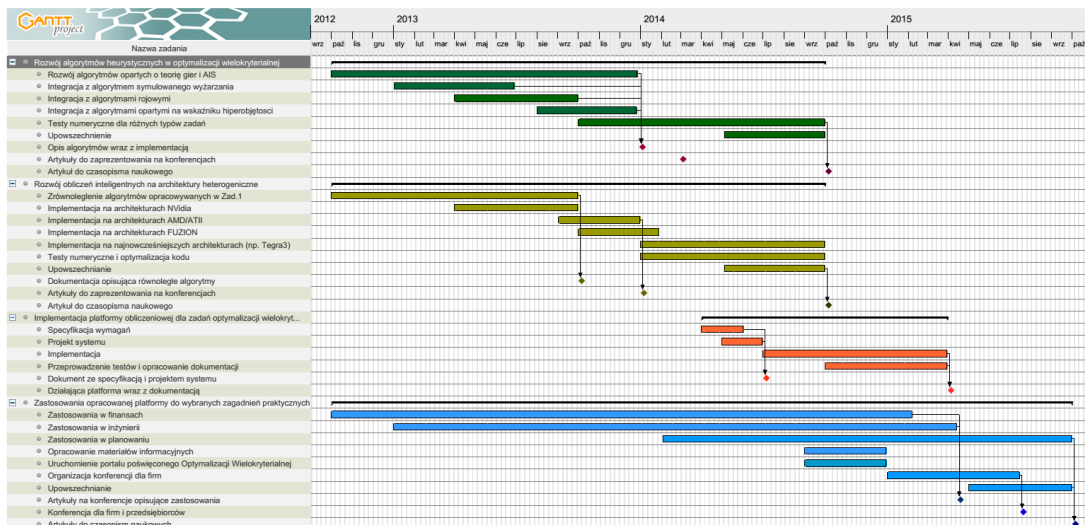 GANTT project
2012 2013 2014 2015
Nazwa zadania
wrz paź lis gru sty lut mar kwi maj cze lip sie wrz paź lis gru sty lut mar kwi maj cze lip sie wrz paź lis gru sty lut mar kwi maj cze lip sie wrz paź
Rozwój algorytmów heurystycznych w optymalizacji wielokryterialnej
Rozwój algorytmów opartych o teorię gier i AIS
Integracja z algorytmem symulowanego wyżarzania
Integracja z algorytmami rojowymi
Integracja z algorytmami opartymi na wskaźniku hiperobjętosci
Testy numeryczne dla różnych typów zadań
Upowszechnienie
Opis algorytmów wraz z implementacją
Artykuły do zaprezentowania na konferencjach
Artykuł do czasopisma naukowego
Rozwój obliczeń inteligentnych na architektury heterogeniczne
Zrównoleglenie algorytmów opracowywanych w Zad.1
Implementacja na architekturach NVidia
Implementacja na architekturach AMD/ATII
Implementacja na architekturach FUZION
Implementacja na najnowcześniejszych architekturach (np. Tegra3)
Testy numeryczne i optymalizacja kodu
Upowszechnianie
Dokumentacja opisująca równoległe algorytmy
Artykuły do zaprezentowania na konferencjach
Artykuł do czasopisma naukowego
Implementacja platformy obliczeniowej dla zadań optymalizacji wielokryt...
Specyfikacja wymagań
Projekt systemu
Implementacja
Przeprowadzenie testów i opracowanie dokumentacji
Dokument ze specyfikacją i projektem systemu
Działająca platforma wraz z dokumentacją
Zastosowania opracowanej platformy do wybranych zagadnień praktycznych
Zastosowania w finansach
Zastosowania w inżynierii
Zastosowania w planowaniu
Opracowanie materiałów informacyjnych
Uruchomienie portalu poświęconego Optymalizacji Wielokryterialnej
Organizacja konferencji dla firm
Upowszechnianie
Artykuły na konferencje opisujące zastosowania
Konferencja dla firm i przedsiębiorców
Artykuły do czasopism naukowych